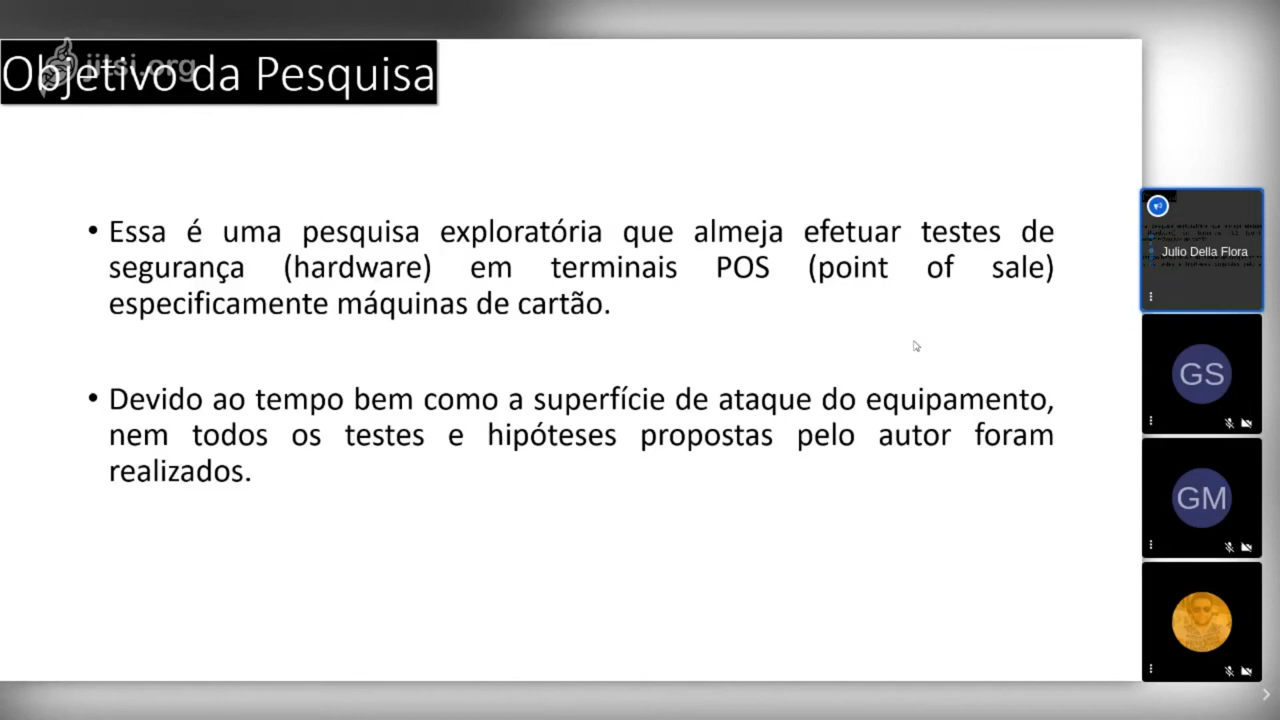 jitsi.org
Objetivo da Pesquisa
• Essa é uma pesquisa exploratória que almeja efetuar testes de
segurança (hardware) em terminais POS (point of sale)
especificamente máquinas de cartão.
• Devido ao tempo bem como a superfície de ataque do equipamento,
nem todos os testes e hipóteses propostas pelo autor foram
realizados.
Julio Della Flora
GS
GM